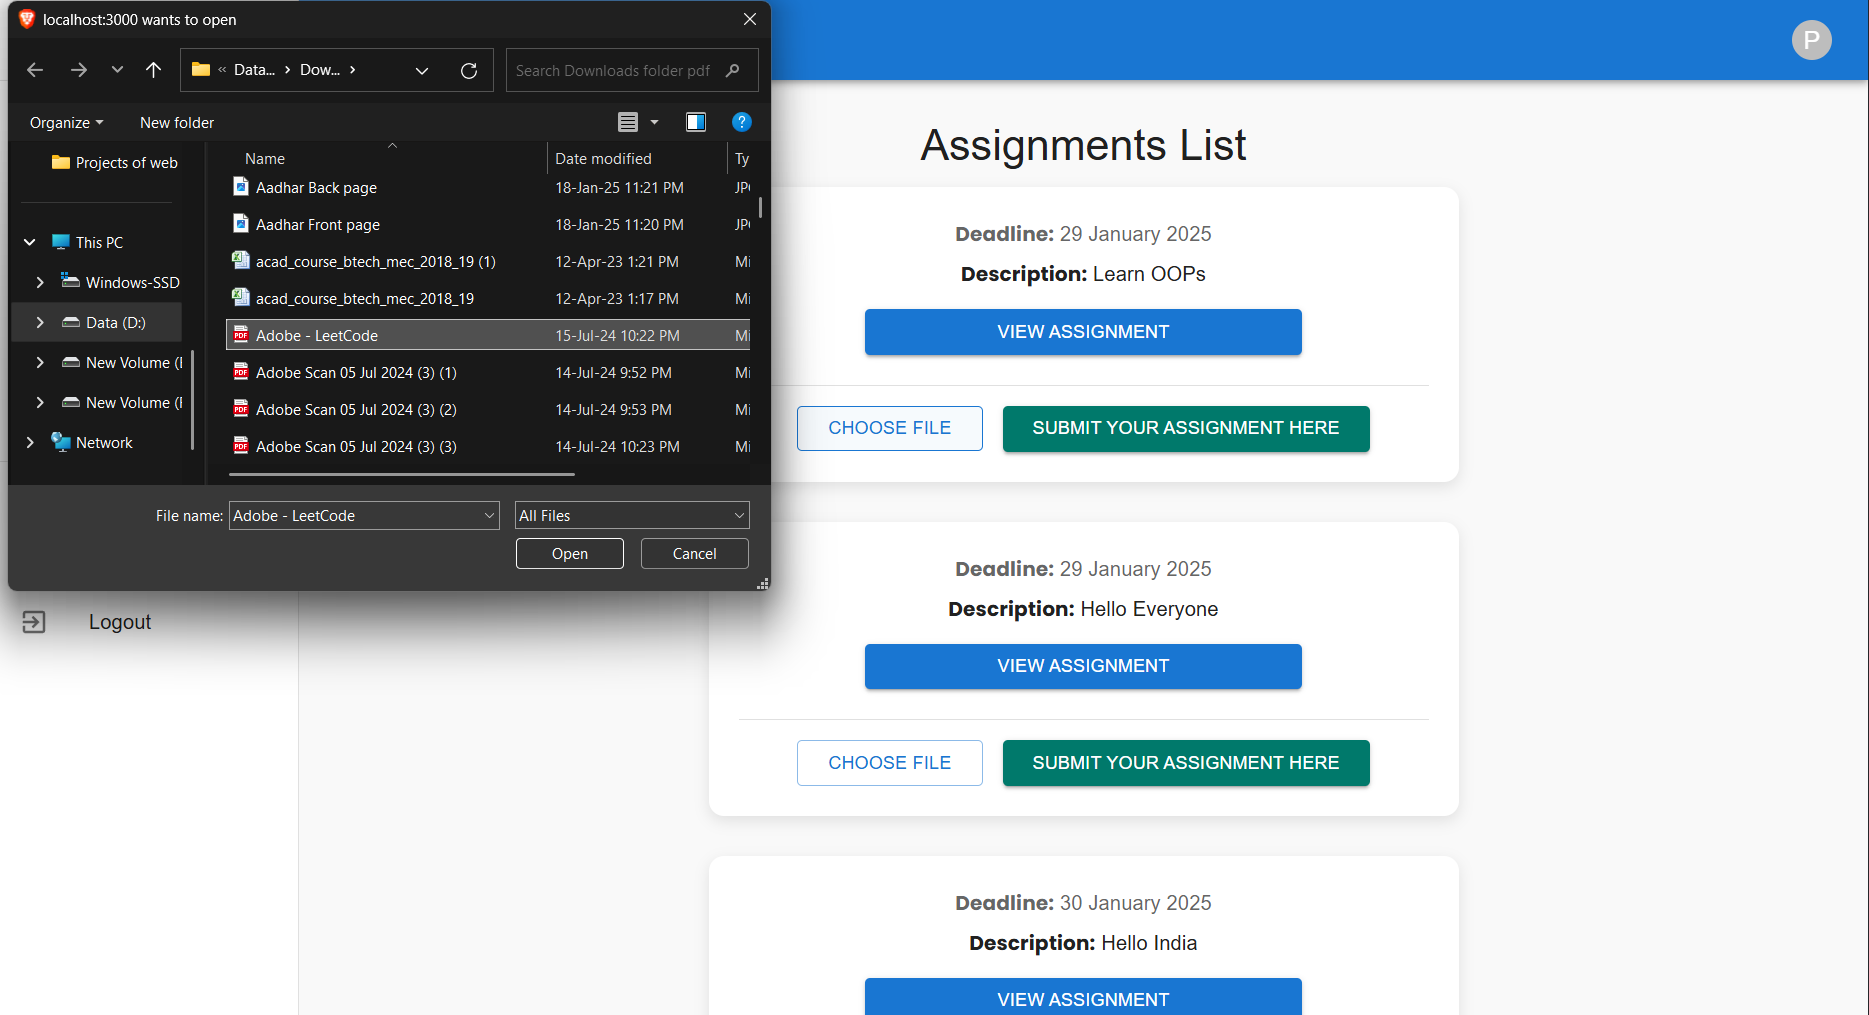 localhost:3000 wants to open
« Data... › Dow... ›
Search Downloads folder pdf
Organize
New folder
Projects of web
This PC
Windows-SSD
Data (D:)
New Volume (
New Volume (
Network
Name Date modified Ty
Aadhar Back page 18-Jan-25 11:21 PM JP
Aadhar Front page 18-Jan-25 11:20 PM JP
acad_course_btech_mec_2018_19 (1) 12-Apr-23 1:21 PM Mi
acad_course_btech_mec_2018_19 12-Apr-23 1:17 PM Mi
Adobe - LeetCode 15-Jul-24 10:22 PM Mi
Adobe Scan 05 Jul 2024 (3) (1) 14-Jul-24 9:52 PM Mi
Adobe Scan 05 Jul 2024 (3) (2) 14-Jul-24 9:53 PM Mi
Adobe Scan 05 Jul 2024 (3) (3) 14-Jul-24 10:23 PM Mi
File name: Adobe - LeetCode All Files
Open Cancel
Logout
P
Assignments List
Deadline: 29 January 2025
Description: Learn OOPs
VIEW ASSIGNMENT
CHOOSE FILE SUBMIT YOUR ASSIGNMENT HERE
Deadline: 29 January 2025
Description: Hello Everyone
VIEW ASSIGNMENT
CHOOSE FILE SUBMIT YOUR ASSIGNMENT HERE
Deadline: 30 January 2025
Description: Hello India
VIEW ASSIGNMENT